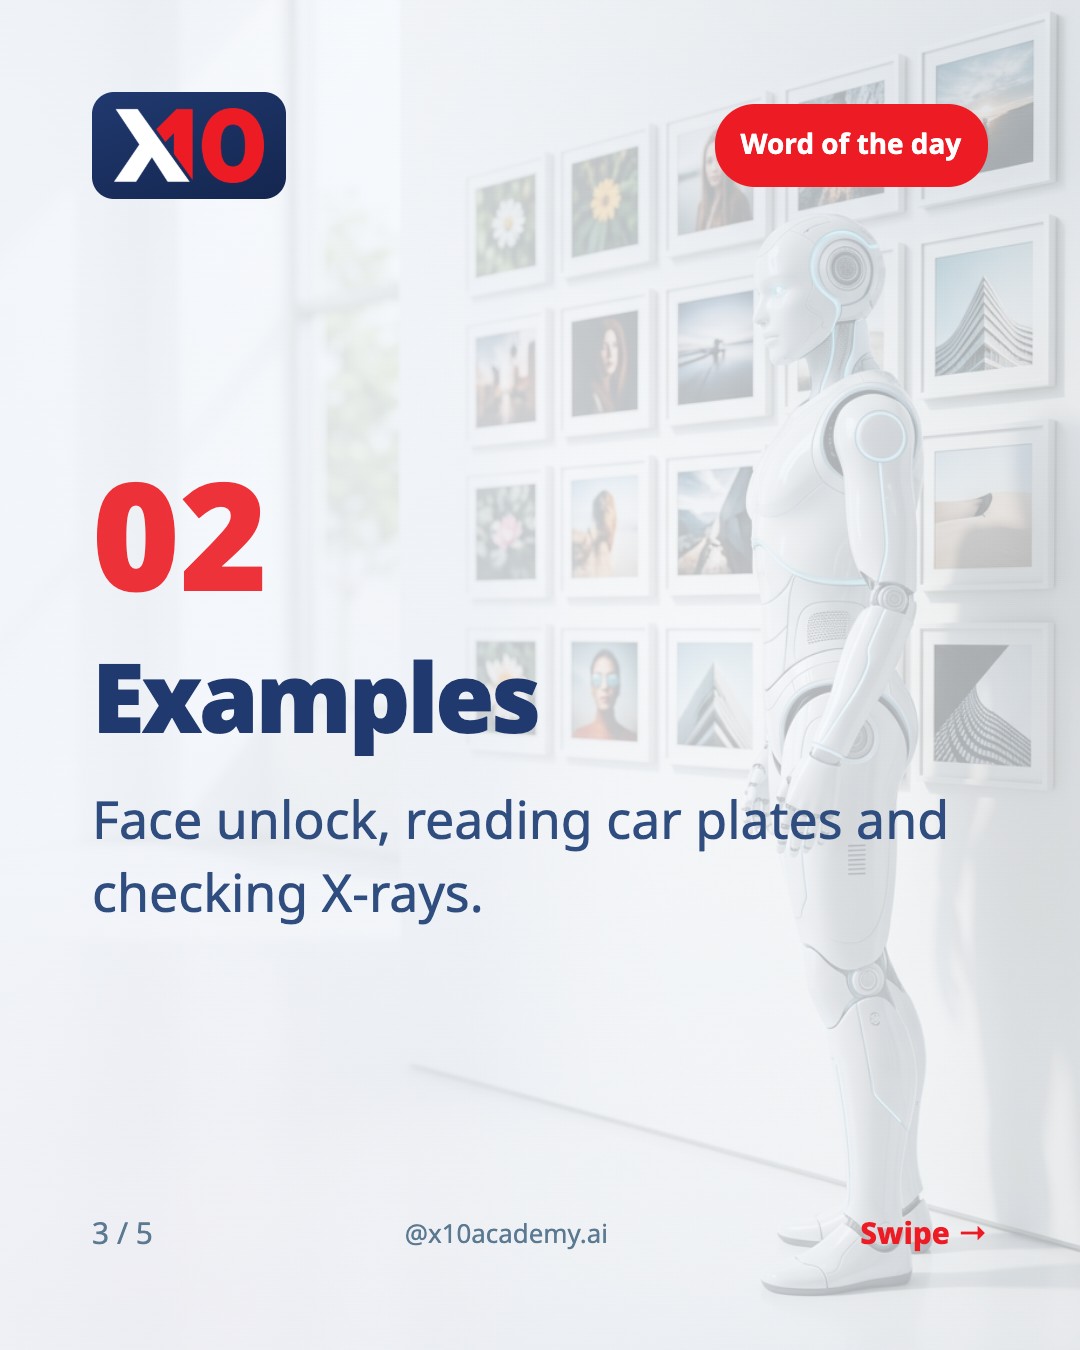 X10
Word of the day
02
Examples
Face unlock, reading car plates and
checking X-rays.
3 / 5
@x10academy.ai
Swipe →